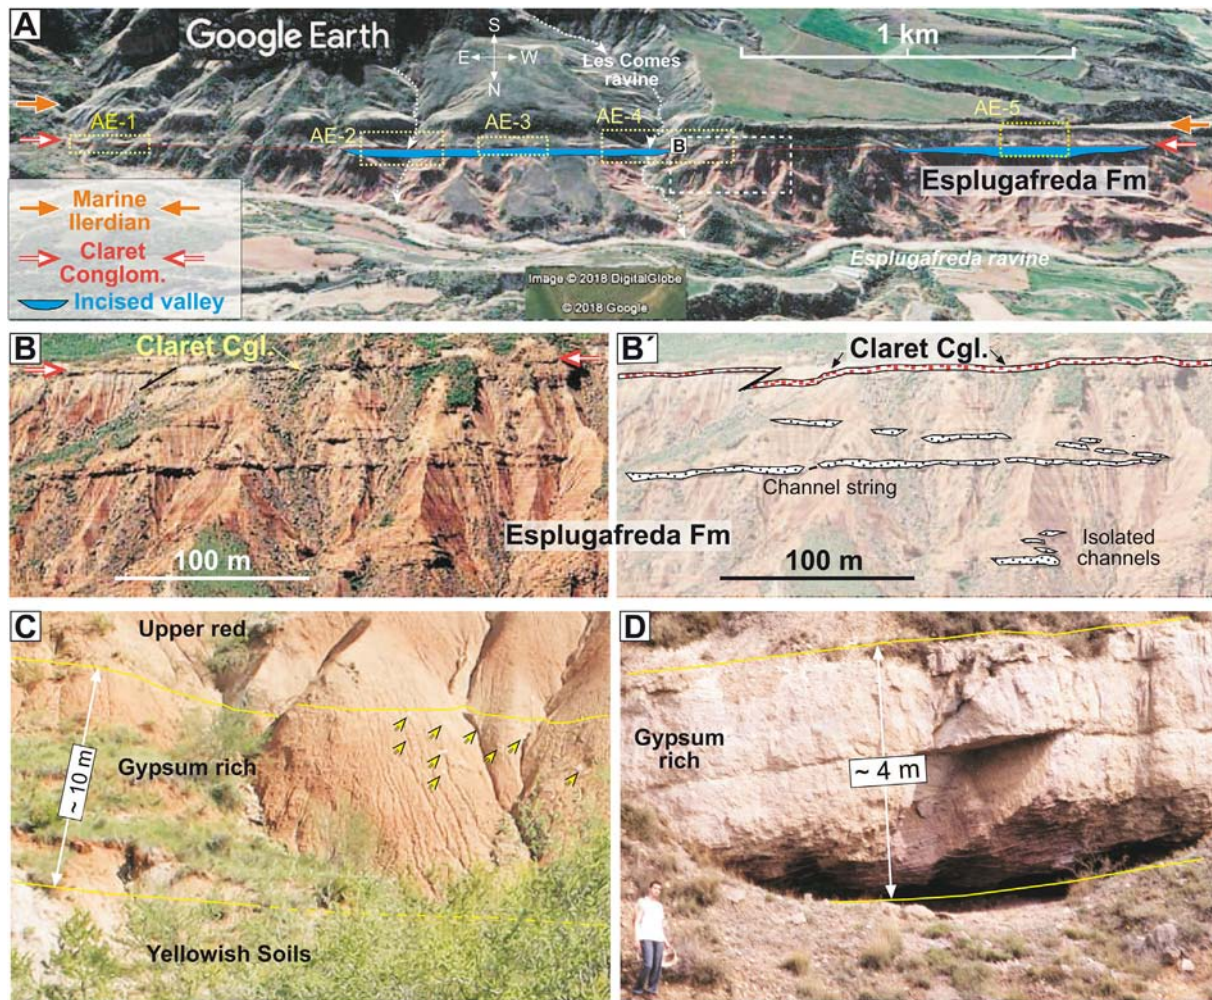 A
Google Earth
S
E
W
N
Les Comes
ravine
1 km
AE-1
AE-2
AE-3
AE-4
AE-5
B
Esplugafreda Fm
Marine
Ilerdian
Claret
Conglom.
Incised valley
Image © 2018 DigitalGlobe
© 2018 Google
Esplugafreda ravine
B
Claret Cgl.
100 m
Esplugafreda Fm
B´
Claret Cgl.
Channel string
Isolated
channels
100 m
C
Upper red
~ 10 m
Gypsum rich
Yellowish Soils
D
Gypsum
rich
~ 4 m